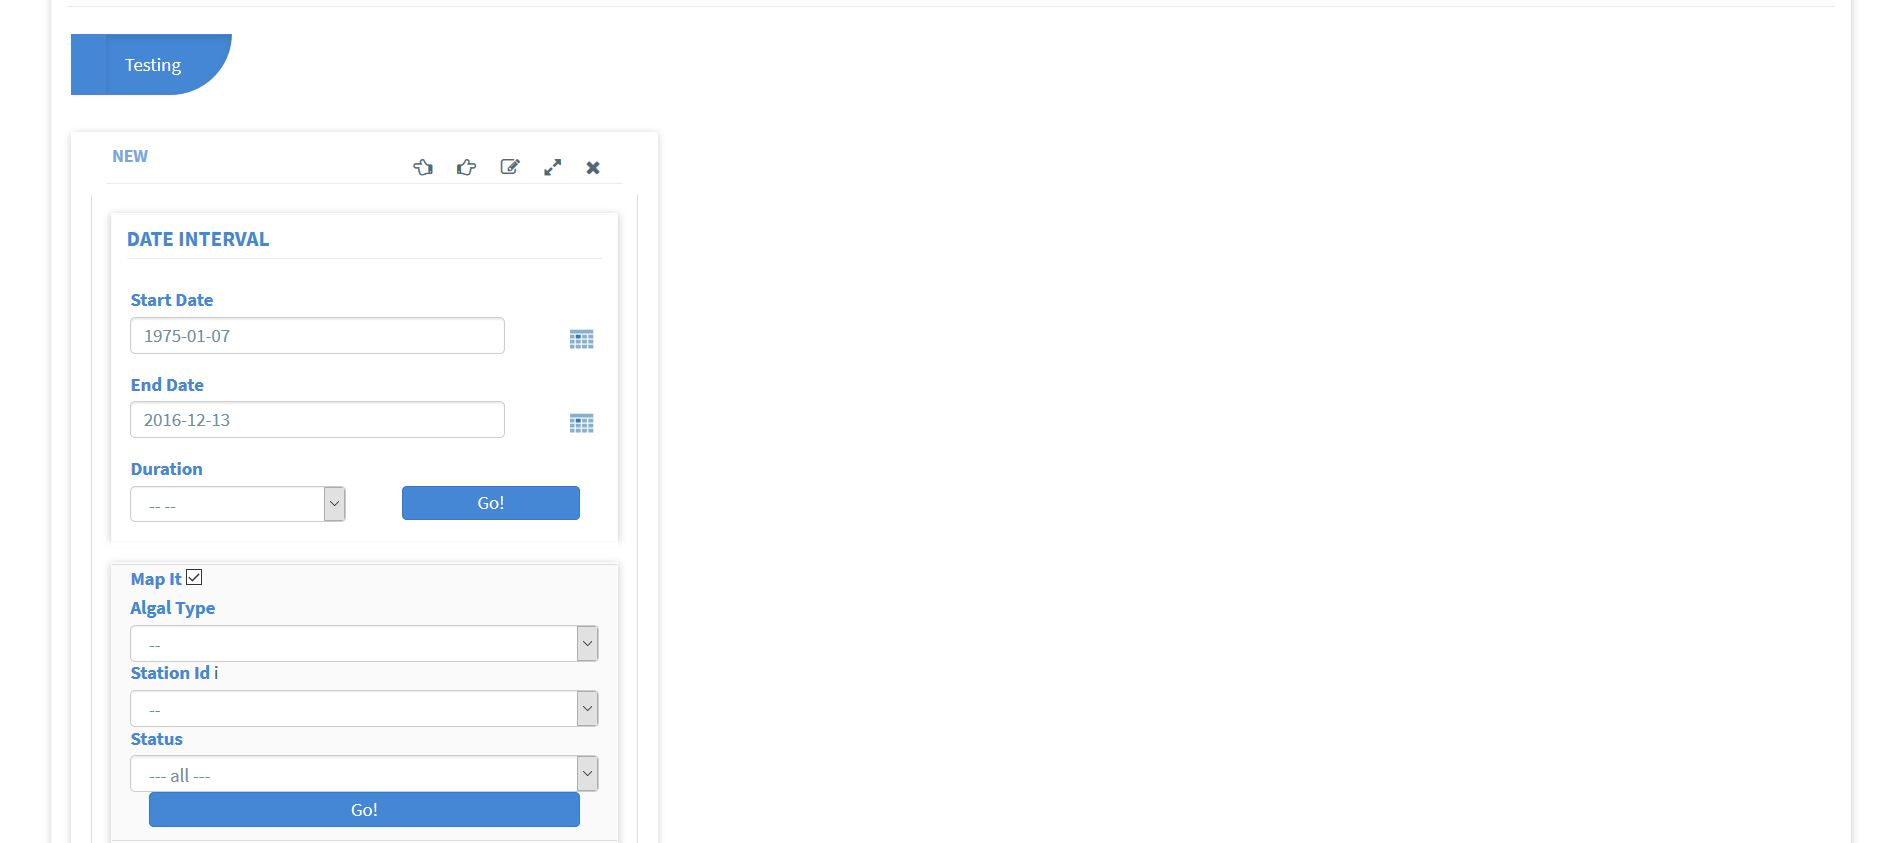 Testing
NEW
DATE INTERVAL
Start Date
1975-01-07
End Date
2016-12-13
Duration
-- --
Go!
Map It
Algal Type
--
Station Id i
--
Status
--- all ---
Go!